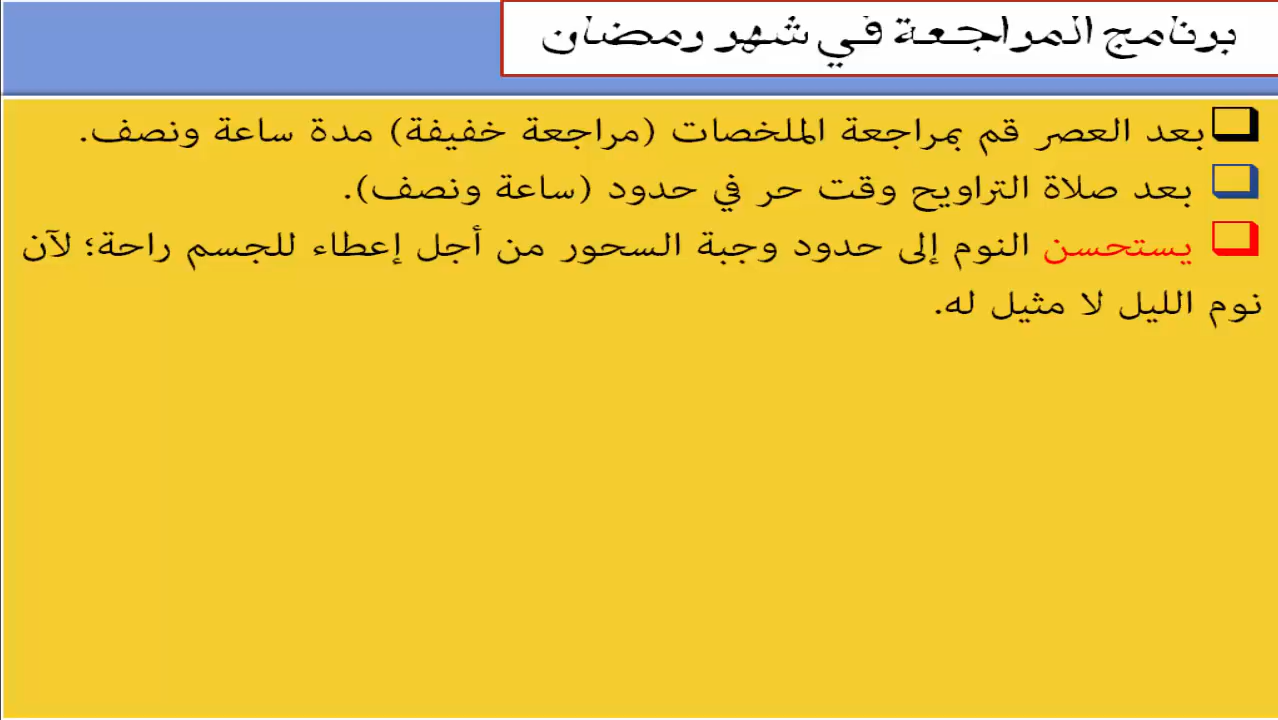 برنامج المراجعة في شهر رمضان
بعد العصر قم بمراجعة الملخصات (مراجعة خفيفة) مدة ساعة ونصف.
بعد صلاة التراويح وقت حر في حدود (ساعة ونصف).
يستحسن النوم إلى حدود وجبة السحور من أجل إعطاء للجسم راحة؛ لآن
نوم الليل لا مثيل له.